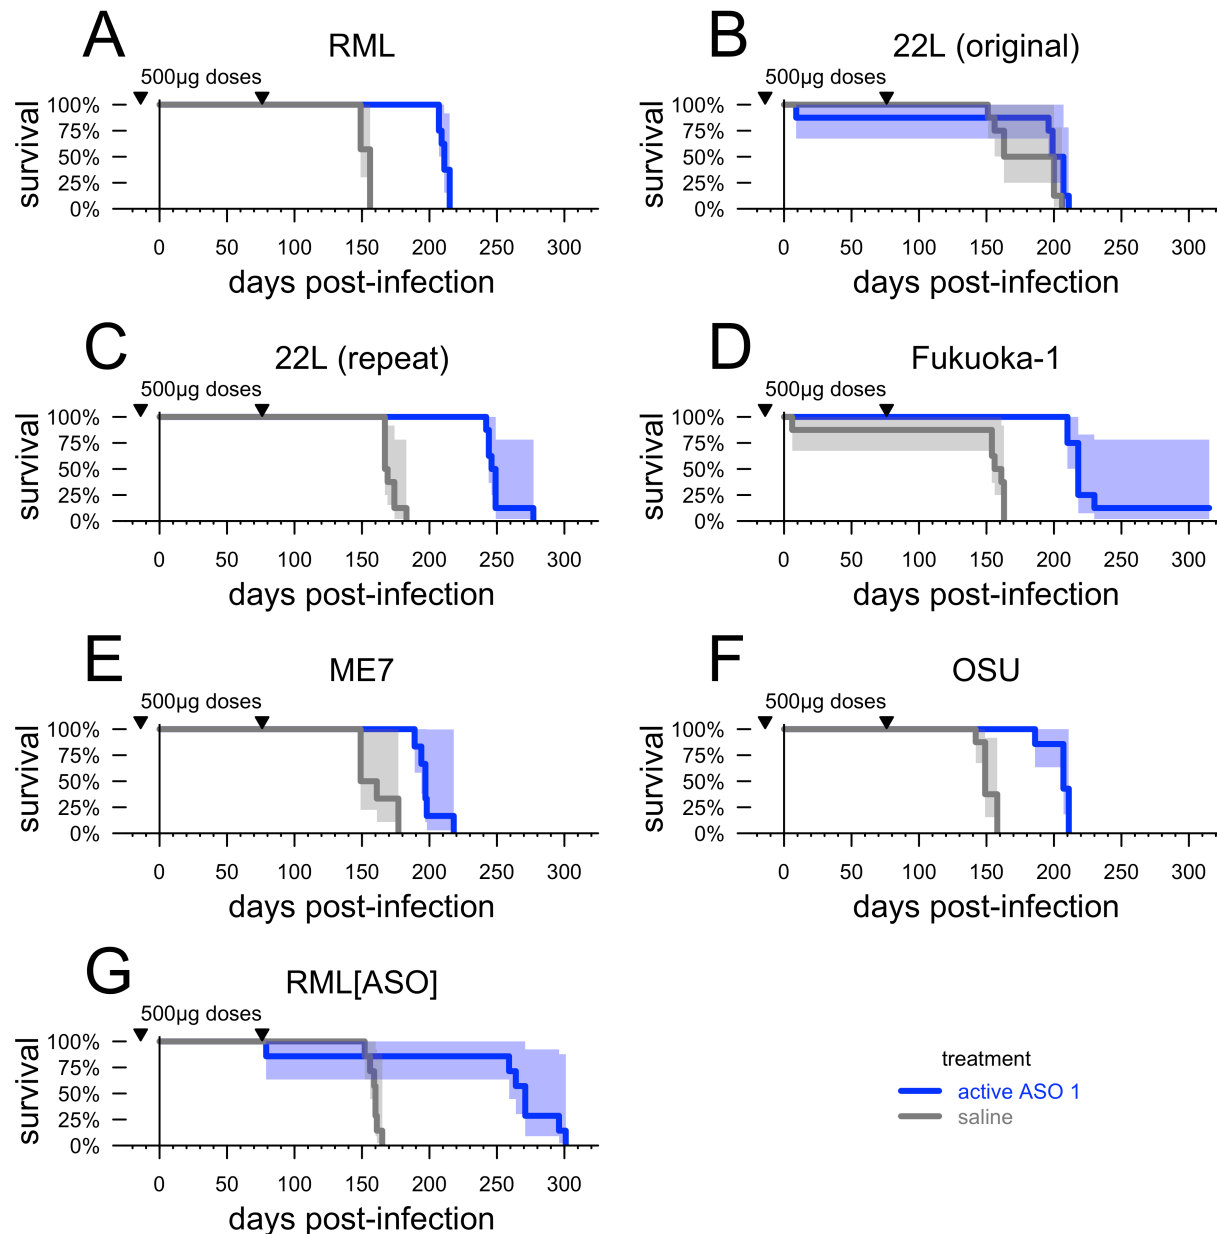 A
RML
500µg doses
survival
100%
75%
50%
25%
0%
0 50 100 150 200 250 300
days post-infection
B
22L (original)
500µg doses
survival
100%
75%
50%
25%
0%
0 50 100 150 200 250 300
days post-infection
C
22L (repeat)
500µg doses
survival
100%
75%
50%
25%
0%
0 50 100 150 200 250 300
days post-infection
D
Fukuoka-1
500µg doses
survival
100%
75%
50%
25%
0%
0 50 100 150 200 250 300
days post-infection
E
ME7
500µg doses
survival
100%
75%
50%
25%
0%
0 50 100 150 200 250 300
days post-infection
F
OSU
500µg doses
survival
100%
75%
50%
25%
0%
0 50 100 150 200 250 300
days post-infection
G
RML[ASO]
500µg doses
survival
100%
75%
50%
25%
0%
0 50 100 150 200 250 300
days post-infection
treatment
active ASO 1
saline